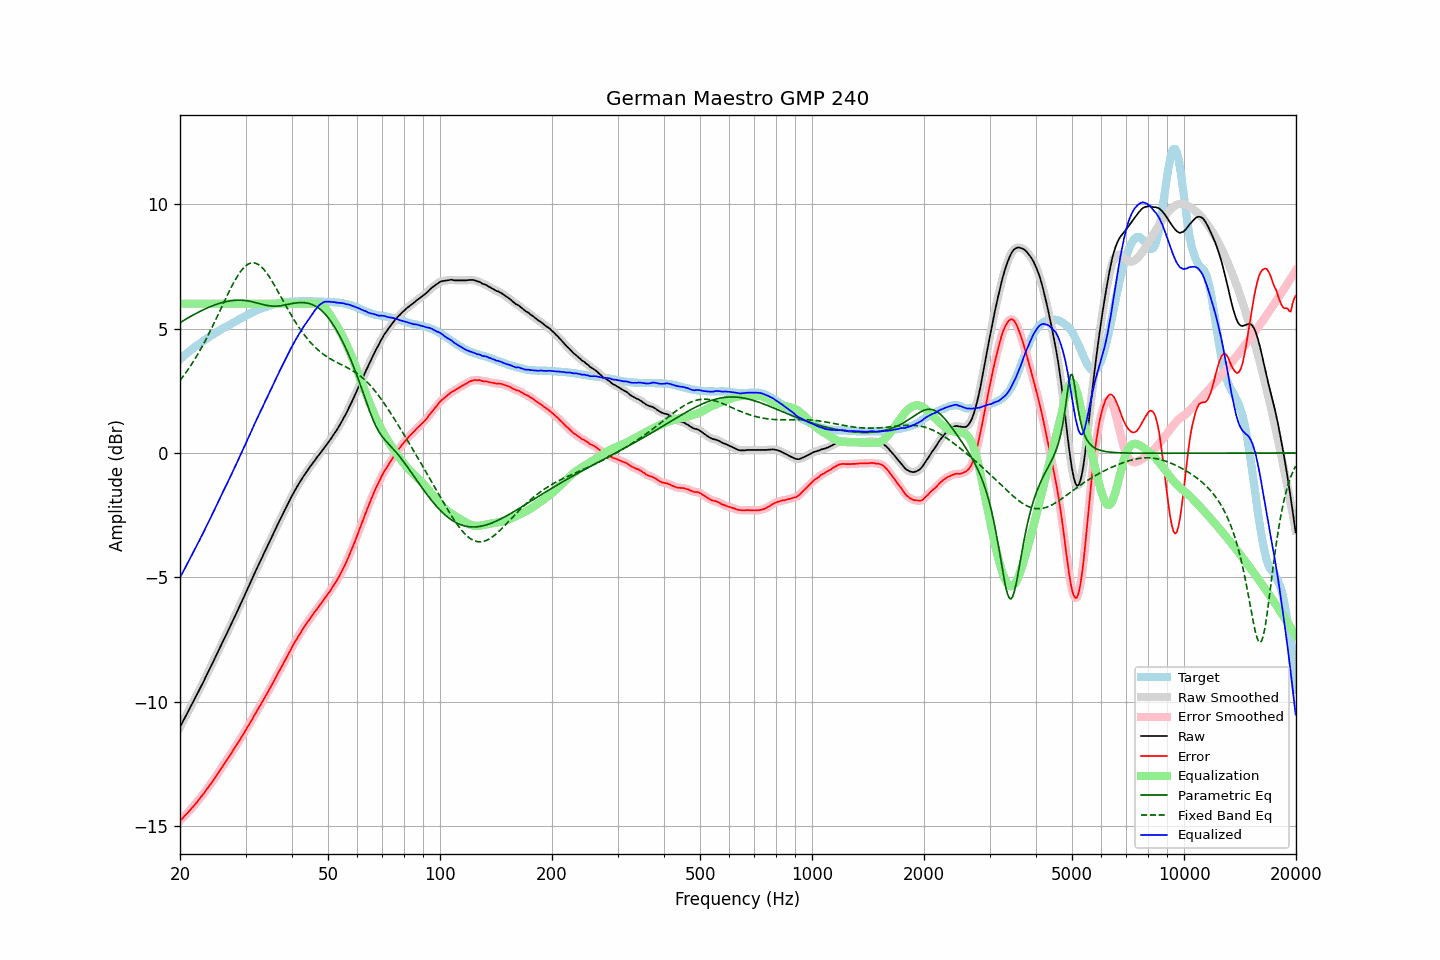 German Maestro GMP 240
Amplitude (dBr)
10
5
0
−5
−10
−15
20
50
100
200
500
1000
2000
5000
10000
20000
Frequency (Hz)
Target
Raw Smoothed
Error Smoothed
Raw
Error
Equalization
Parametric Eq
Fixed Band Eq
Equalized